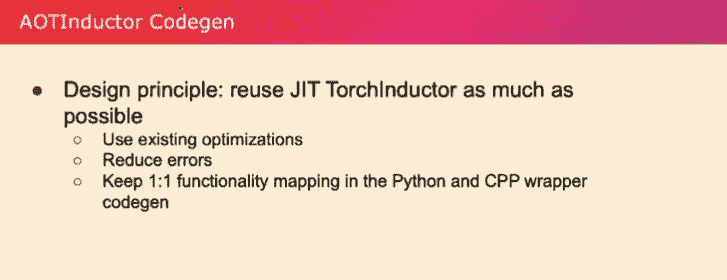 AOTInductor Codegen
● Design principle: reuse JIT TorchInductor as much as
possible
○ Use existing optimizations
○ Reduce errors
○ Keep 1:1 functionality mapping in the Python and CPP wrapper
codegen